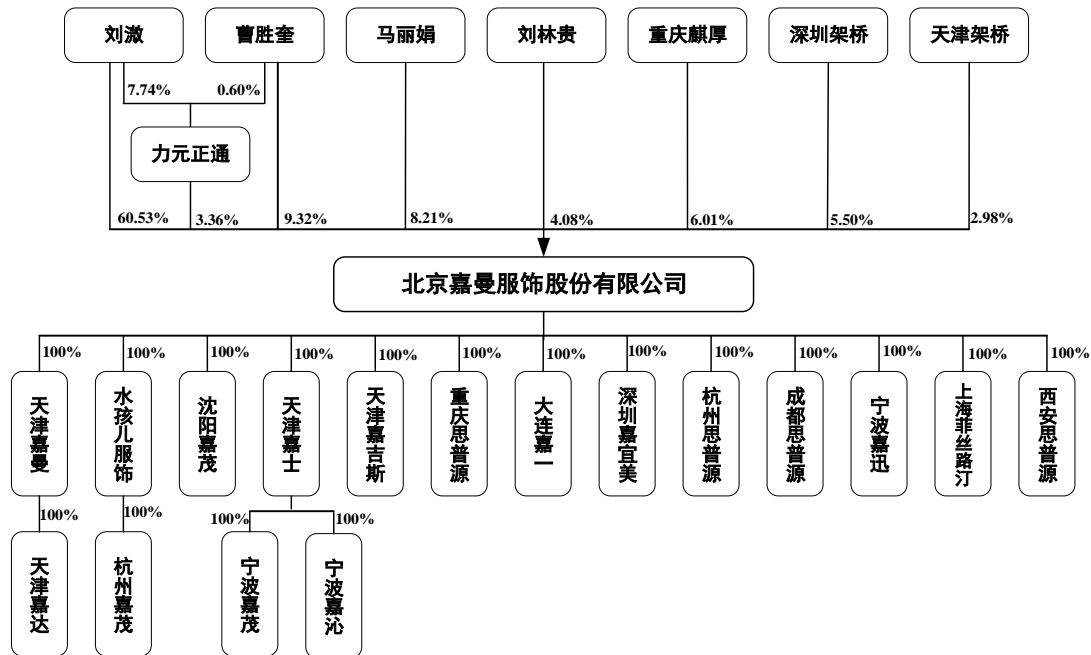 刘溦
曹胜奎
马丽娟
刘林贵
重庆麒厚
深圳架桥
天津架桥
7.74%
0.60%
力元正通
60.53%
3.36%
9.32%
8.21%
4.08%
6.01%
5.50%
2.98%
北京嘉曼服饰股份有限公司
100%
100%
100%
100%
100%
100%
100%
100%
100%
100%
100%
100%
100%
天津嘉曼
水孩儿服饰
沈阳嘉茂
天津嘉士
天津嘉吉斯
重庆思普源
大连嘉一
深圳嘉宜美
杭州思普源
成都思普源
宁波嘉迅
上海菲丝路汀
西安思普源
100%
100%
100%
100%
天津嘉达
杭州嘉茂
宁波嘉茂
宁波嘉沁